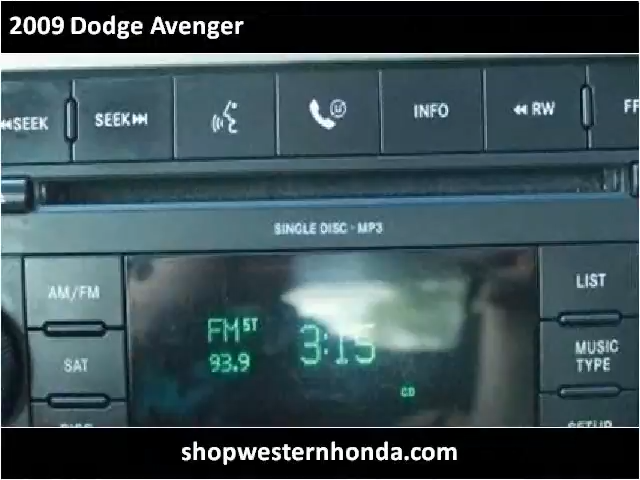 2009 Dodge Avenger
SEEK SEEK INFO RW FF
SINGLE DISC · MP3
AM/FM LIST
FM ST 3:15
SAT 93.9 MUSIC TYPE
CD
shopwesternhonda.com